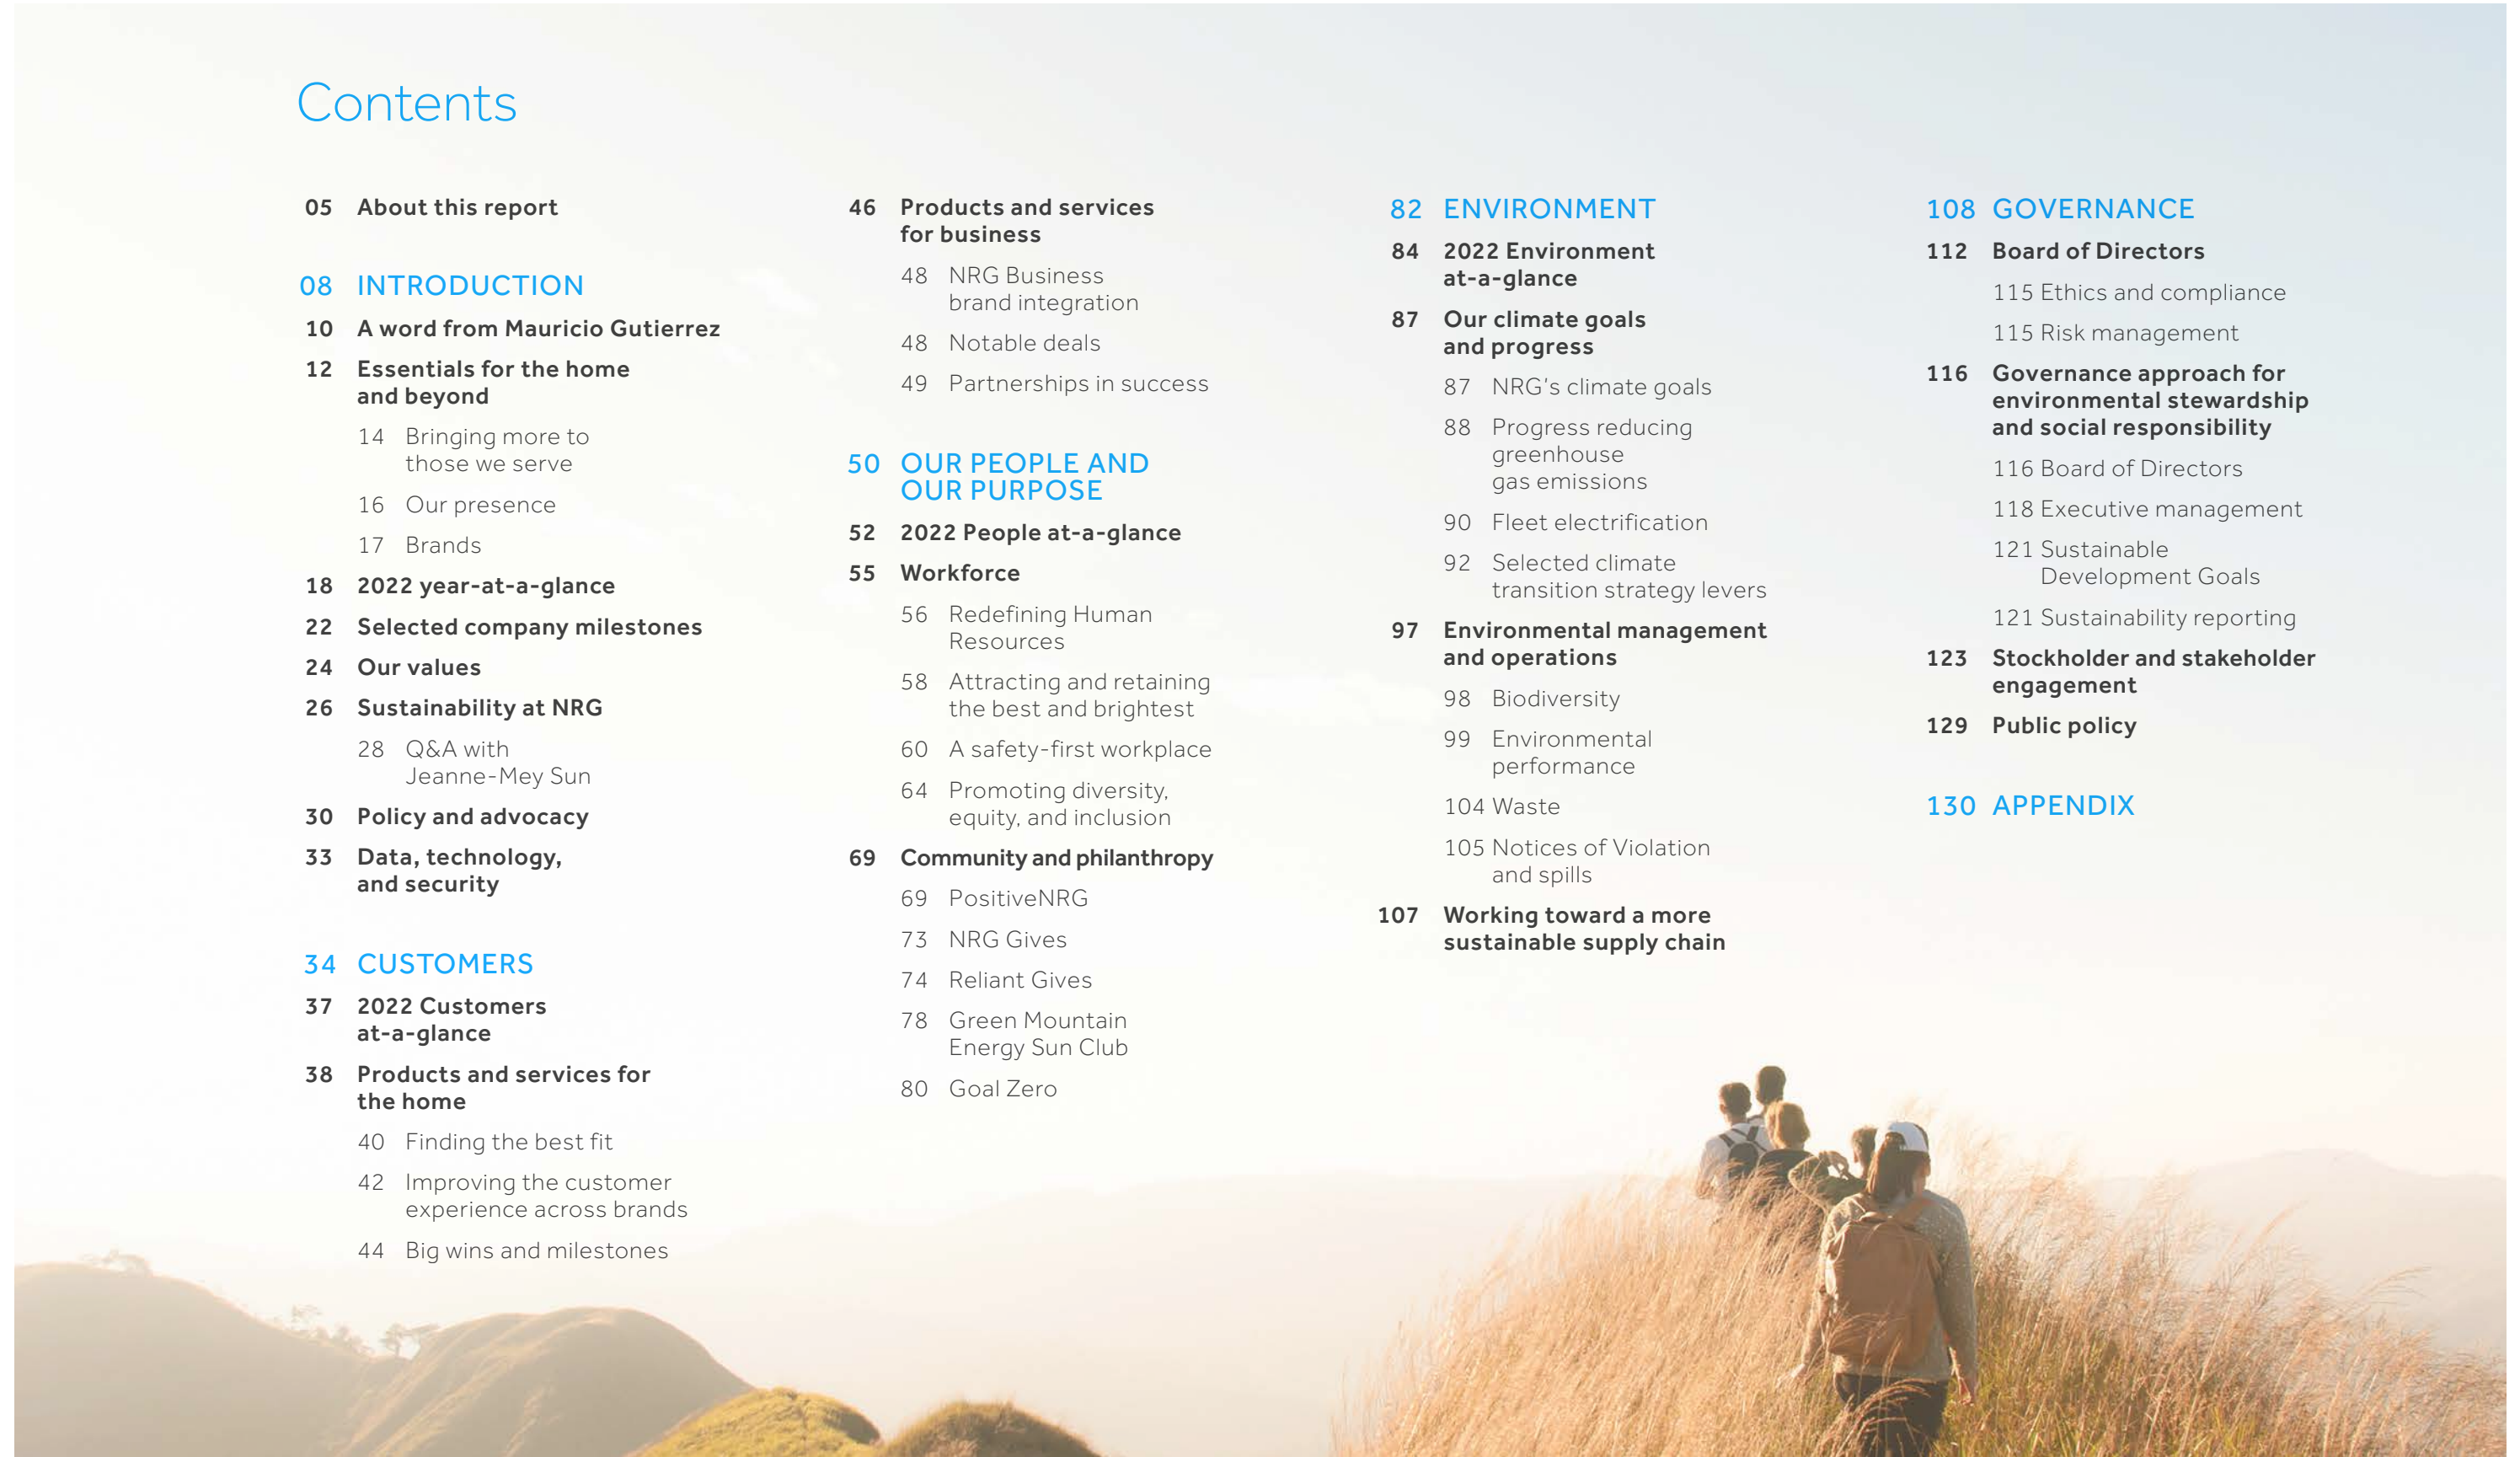 Contents
05 About this report
08 INTRODUCTION
10 A word from Mauricio Gutierrez
12 Essentials for the home
and beyond
14 Bringing more to
those we serve
16 Our presence
17 Brands
18 2022 year-at-a-glance
22 Selected company milestones
24 Our values
26 Sustainability at NRG
28 Q&A with
Jeanne-Mey Sun
30 Policy and advocacy
33 Data, technology,
and security
34 CUSTOMERS
37 2022 Customers
at-a-glance
38 Products and services for
the home
40 Finding the best fit
42 Improving the customer
experience across brands
44 Big wins and milestones
46 Products and services
for business
48 NRG Business
brand integration
48 Notable deals
49 Partnerships in success
50 OUR PEOPLE AND
OUR PURPOSE
52 2022 People at-a-glance
55 Workforce
56 Redefining Human
Resources
58 Attracting and retaining
the best and brightest
60 A safety-first workplace
64 Promoting diversity,
equity, and inclusion
69 Community and philanthropy
69 PositiveNRG
73 NRG Gives
74 Reliant Gives
78 Green Mountain
Energy Sun Club
80 Goal Zero
82 ENVIRONMENT
84 2022 Environment
at-a-glance
87 Our climate goals
and progress
87 NRG's climate goals
88 Progress reducing
greenhouse
gas emissions
90 Fleet electrification
92 Selected climate
transition strategy levers
97 Environmental management
and operations
98 Biodiversity
99 Environmental
performance
104 Waste
105 Notices of Violation
and spills
107 Working toward a more
sustainable supply chain
108 GOVERNANCE
112 Board of Directors
115 Ethics and compliance
115 Risk management
116 Governance approach for
environmental stewardship
and social responsibility
116 Board of Directors
118 Executive management
121 Sustainable
Development Goals
121 Sustainability reporting
123 Stockholder and stakeholder
engagement
129 Public policy
130 APPENDIX